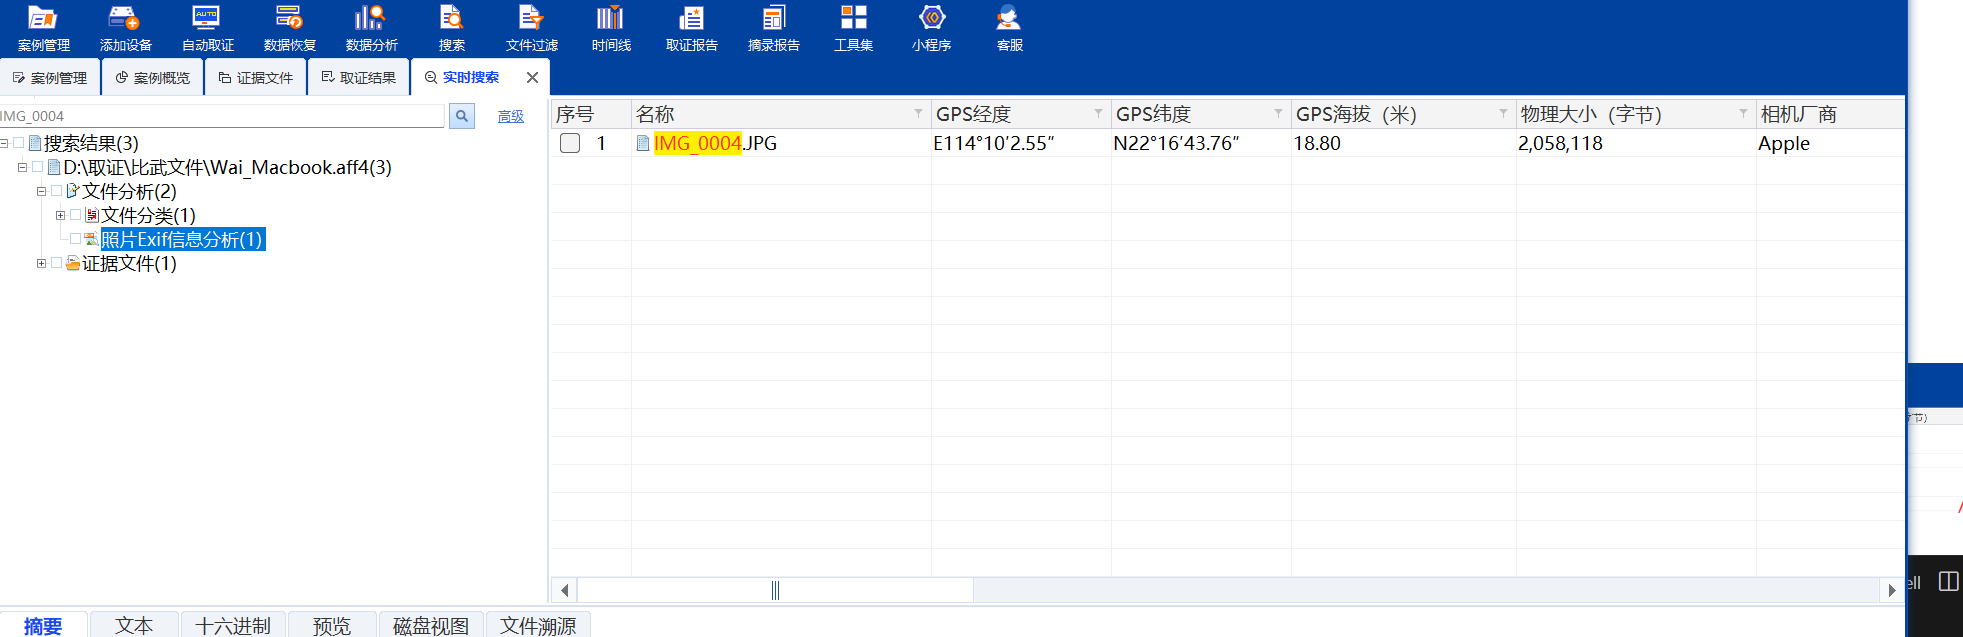 案例管理 添加设备 自动取证 数据恢复 数据分析 搜索 文件过滤 时间线 取证报告 摘录报告 工具集 小程序 客服
案例管理 案例概览 证据文件 取证结果 实时搜索
IMG_0004 高级
搜索结果(3)
D:\取证\比武文件\Wai_Macbook.aff4(3)
文件分析(2)
文件分类(1)
照片Exif信息分析(1)
证据文件(1)
序号 名称 GPS经度 GPS纬度 GPS海拔（米） 物理大小（字节） 相机厂商
1 IMG_0004.JPG E114°10′2.55″ N22°16′43.76″ 18.80 2,058,118 Apple
字节)
ell
摘要 文本 十六进制 预览 磁盘视图 文件溯源